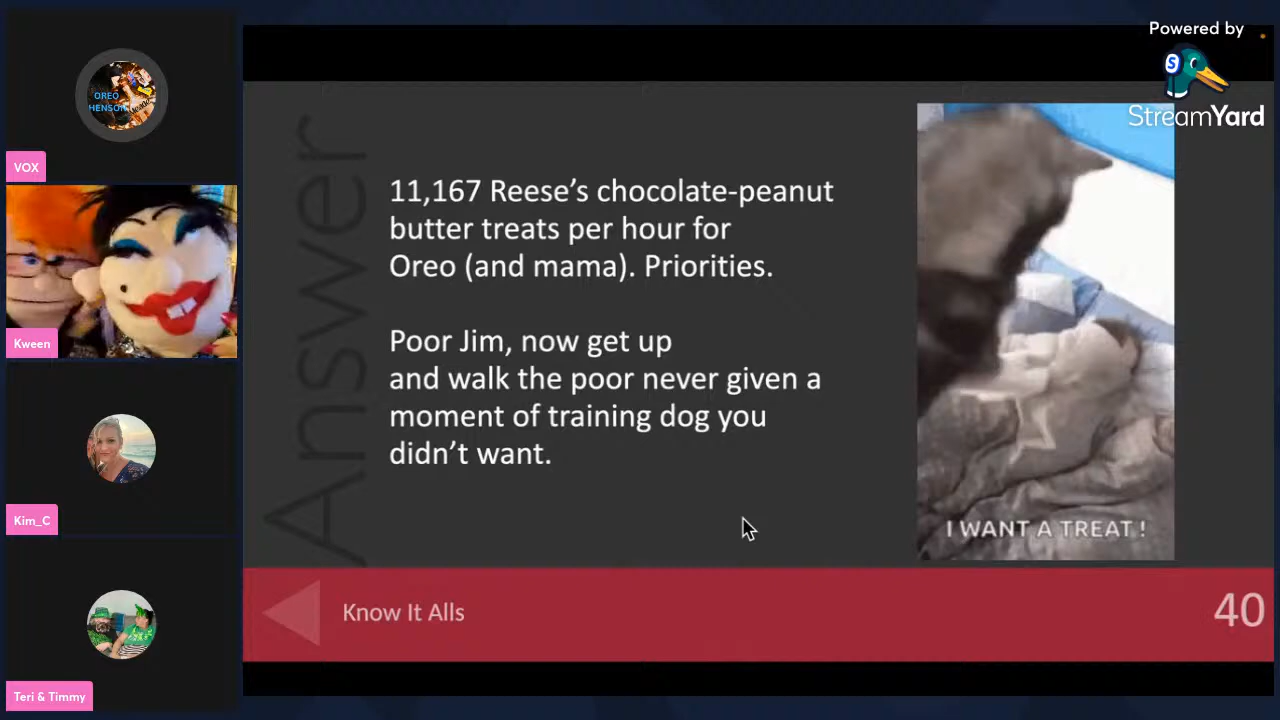 Powered by
StreamYard
OREO
HENSON
VOX
Kween
Kim_C
Teri & Timmy
Answer
11,167 Reese’s chocolate-peanut
butter treats per hour for
Oreo (and mama). Priorities.
Poor Jim, now get up
and walk the poor never given a
moment of training dog you
didn’t want.
I WANT A TREAT !
Know It Alls
40